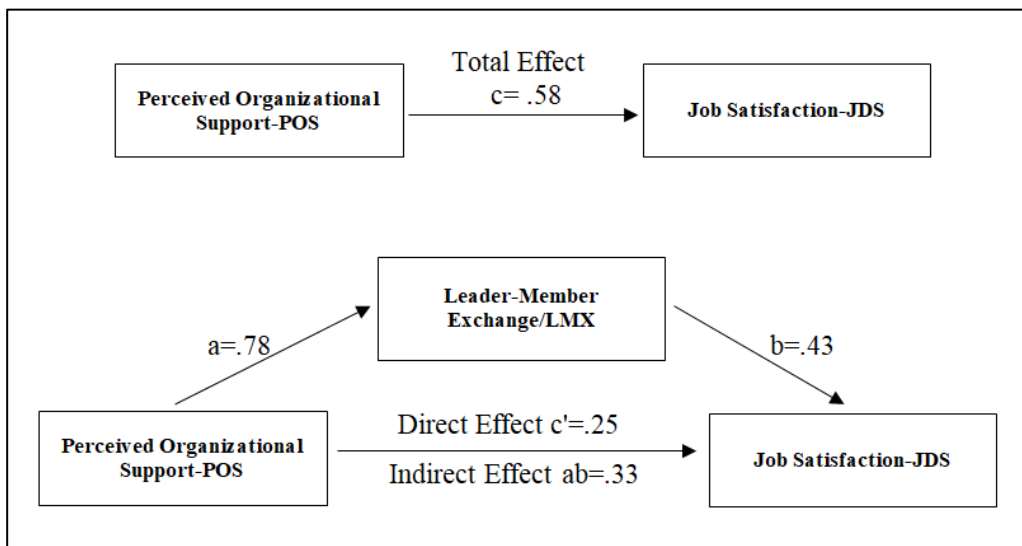 Total Effect
c= .58
Perceived Organizational
Support-POS
Job Satisfaction-JDS
Leader-Member
Exchange/LMX
a=.78
b=.43
Perceived Organizational
Support-POS
Direct Effect c'=.25
Indirect Effect ab=.33
Job Satisfaction-JDS